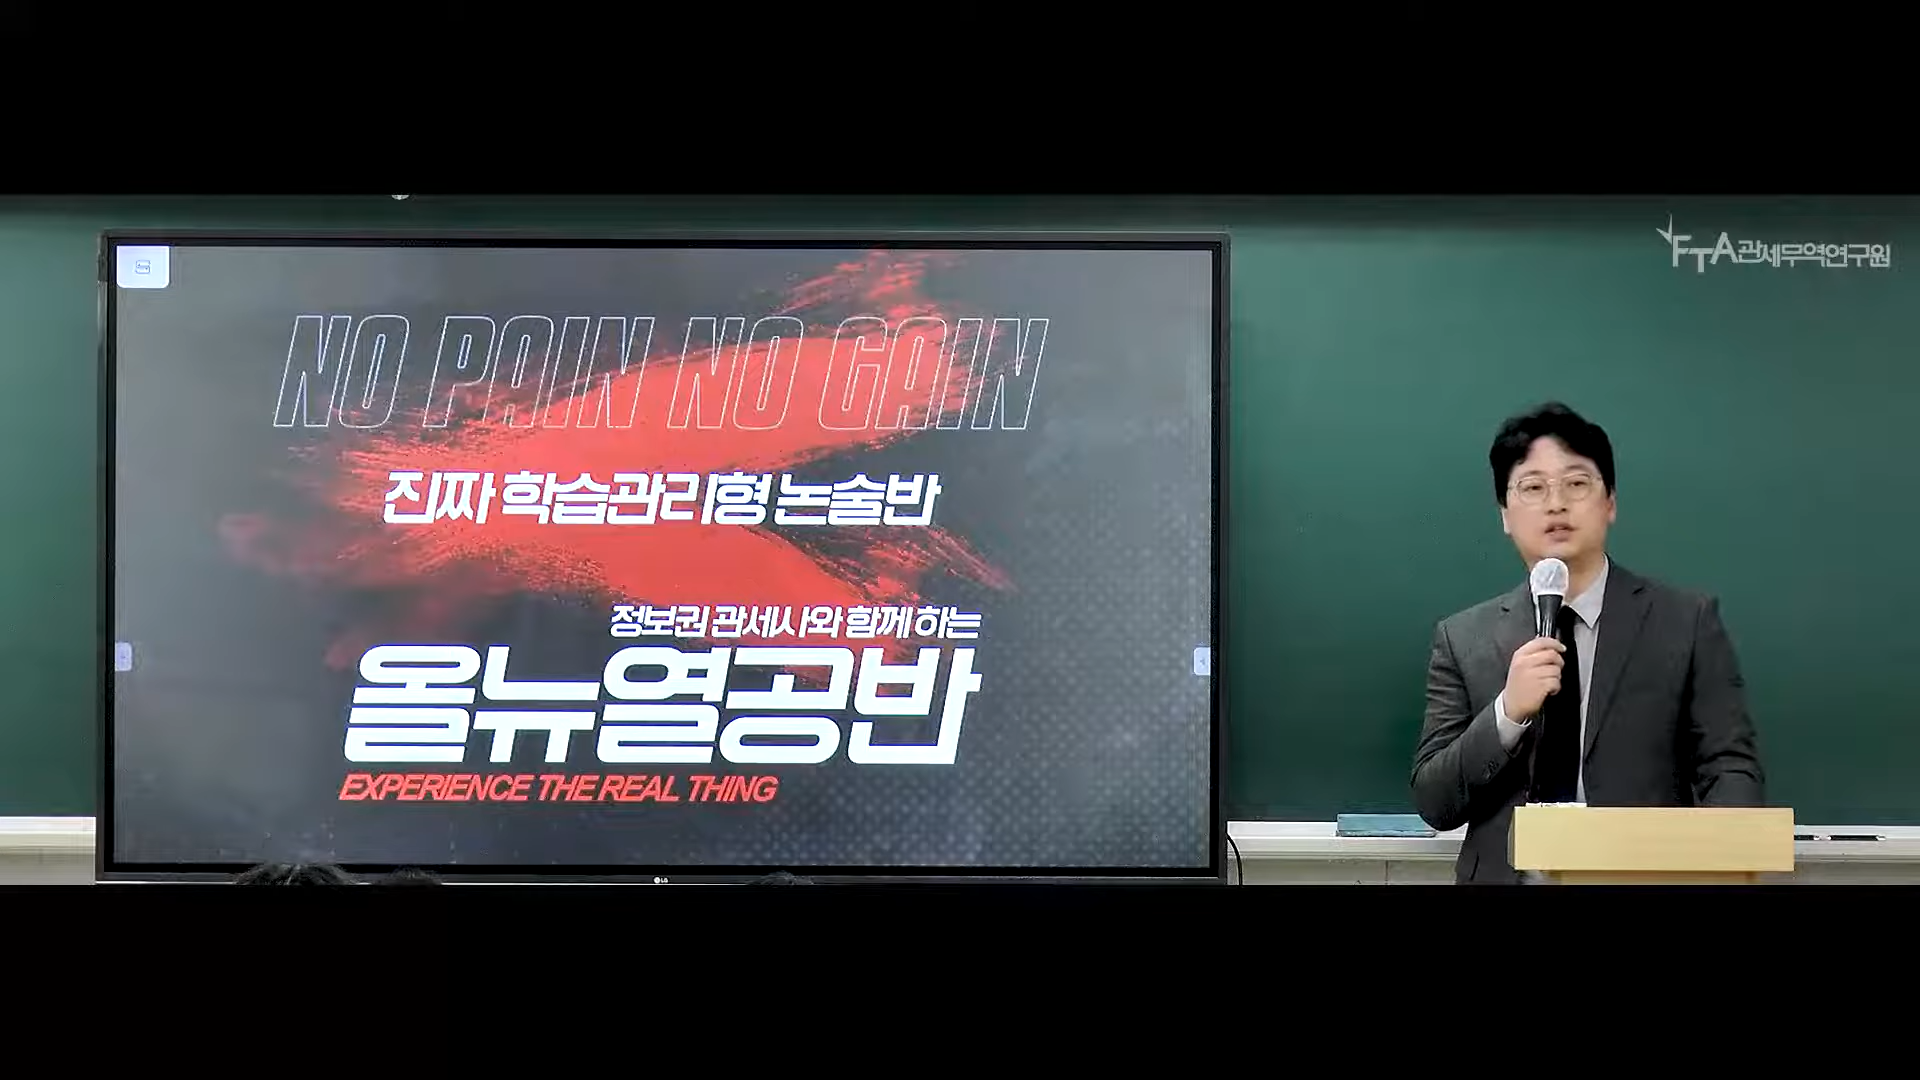 FTA관세무역연구원
NO PAIN NO GAIN
진짜 학습관리형 논술반
정보권 관세사와 함께 하는
올뉴열공반
EXPERIENCE THE REAL THING
LG